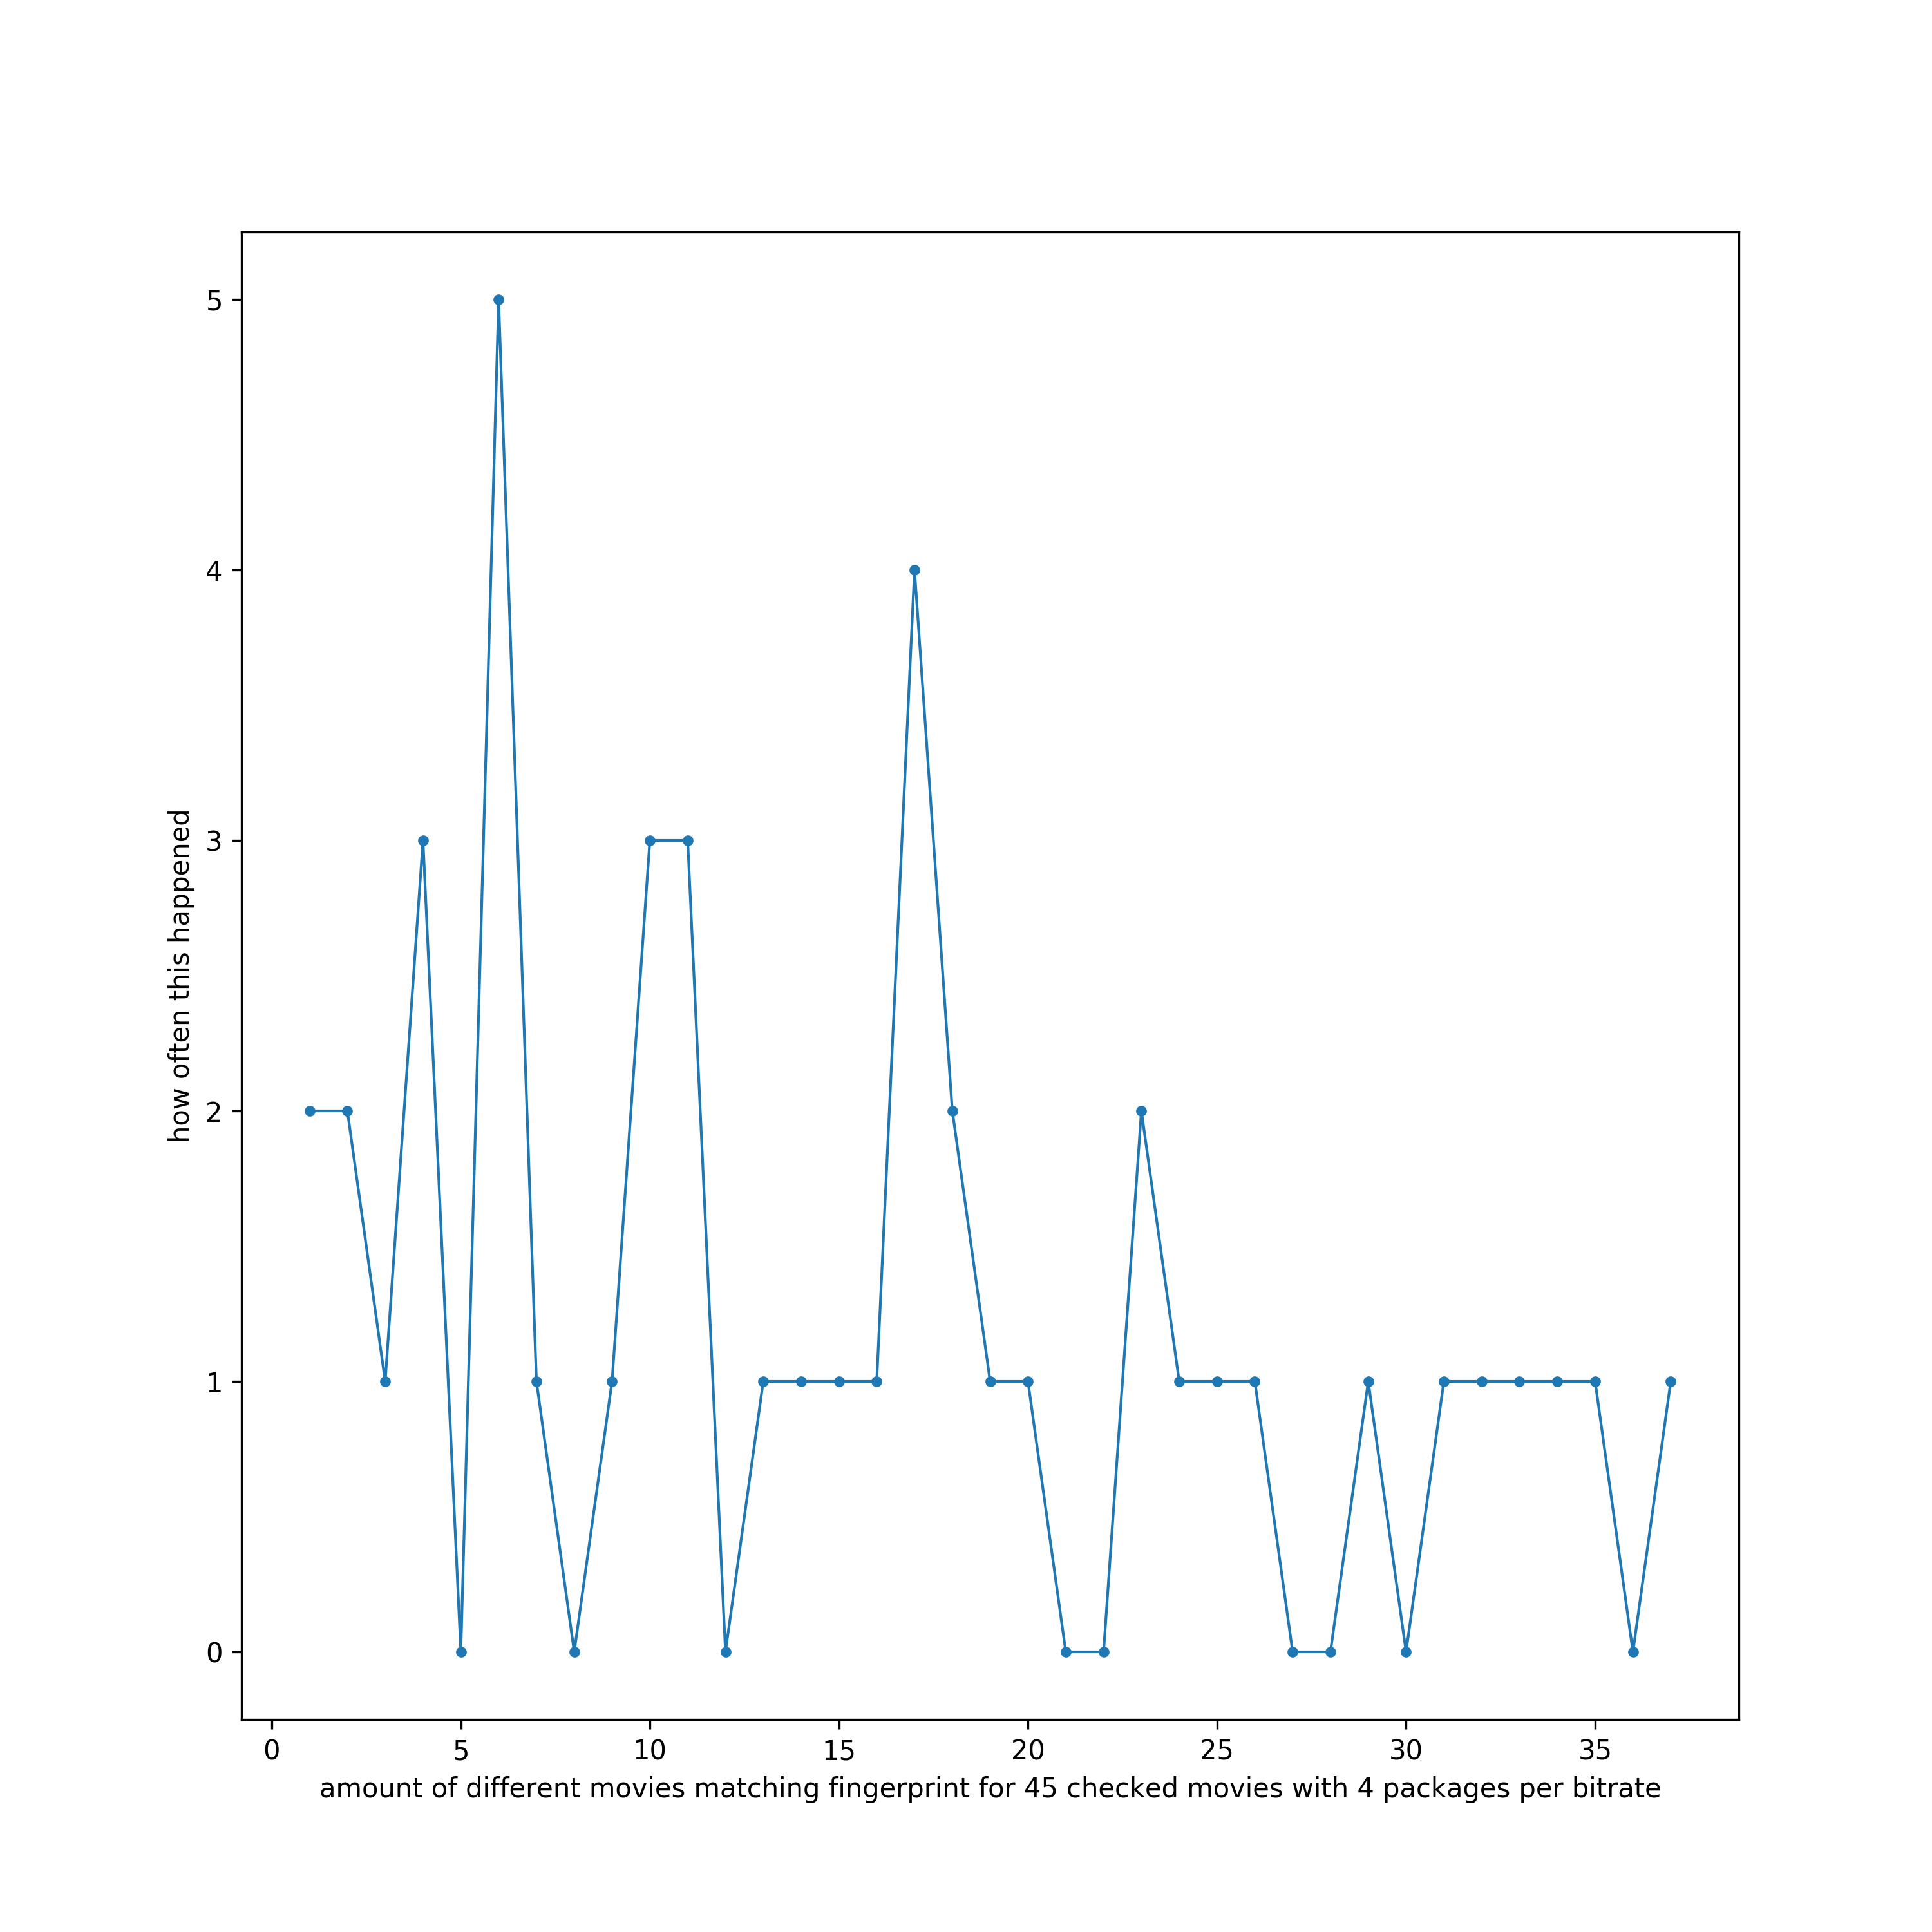 5
4
3
2
1
0
how often this happened
0 5 10 15 20 25 30 35
amount of different movies matching fingerprint for 45 checked movies with 4 packages per bitrate